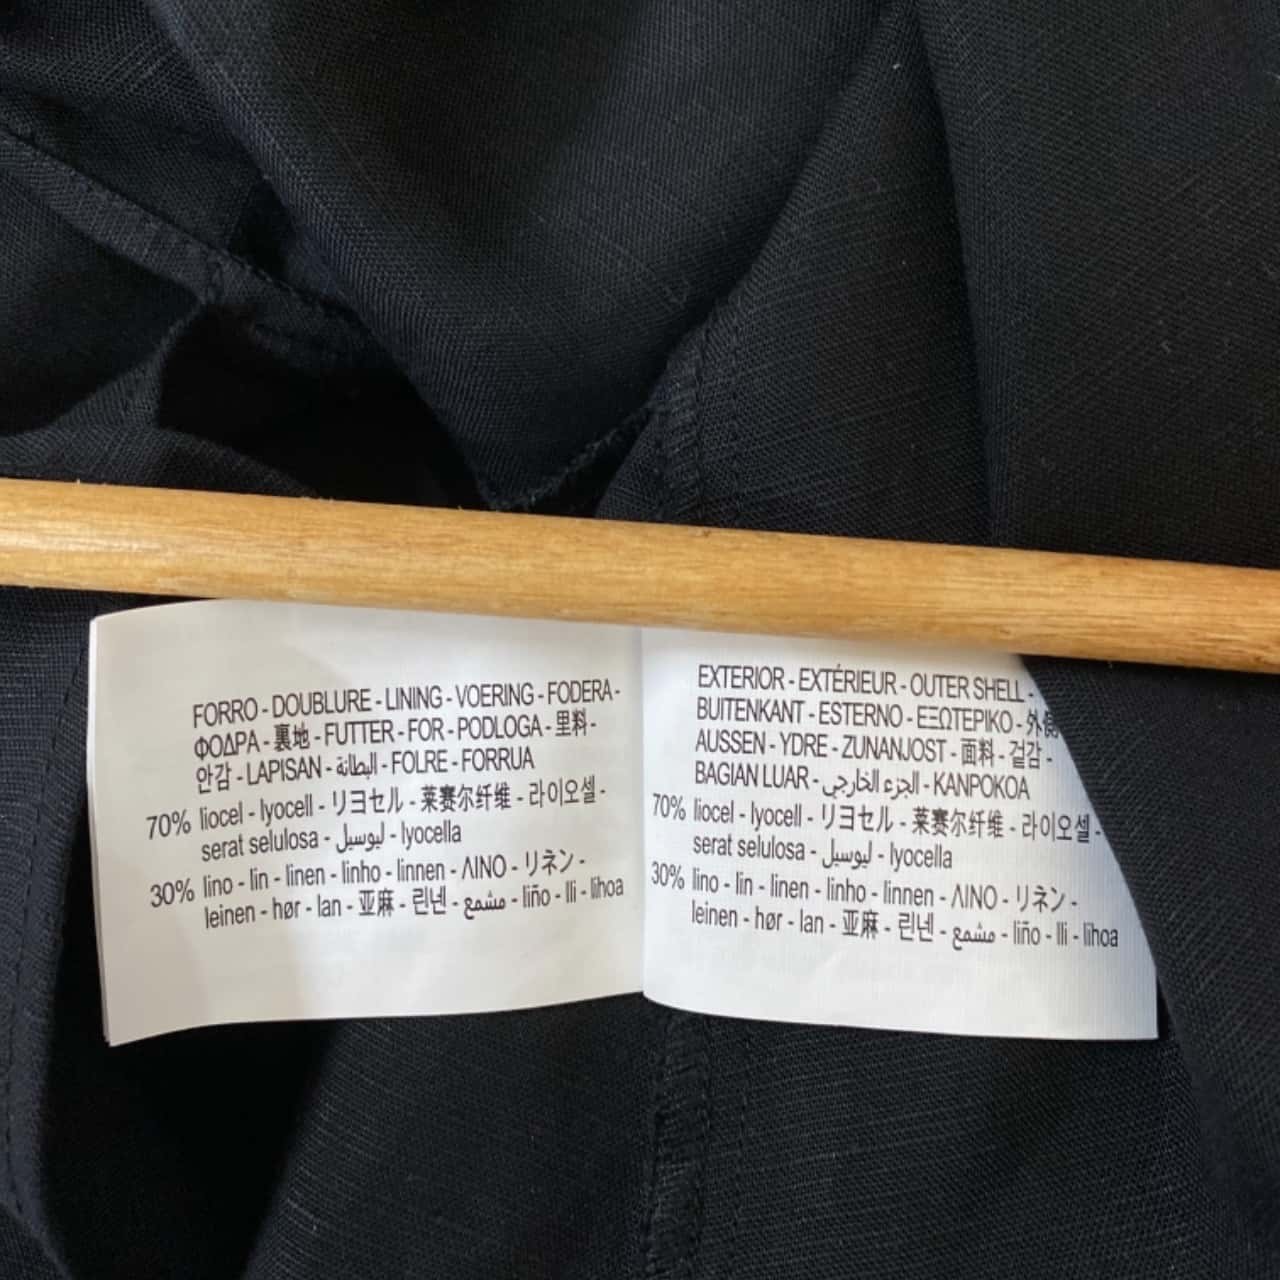 FORRO - DOUBLURE - LINING - VOERING - FODERA -
ΦΟΔΡΑ - 裏地 - FUTTER - FOR - PODLOGA - 里料 -
안감 - LAPISAN - البطانة - FOLRE - FORRUA
70% liocel - lyocell - リヨセル - 莱赛尔纤维 - 라이오셀 -
serat selulosa - ليوسيل - lyocella
30% lino - lin - linen - linho - linnen - ΛΙΝΟ - リネン -
leinen - hør - lan - 亚麻 - 린넨 - مشمع - liño - lli - lihoa
EXTERIOR - EXTÉRIEUR - OUTER SHELL -
BUITENKANT - ESTERNO - ΕΞΩΤΕΡΙΚΟ - 外側
AUSSEN - YDRE - ZUNANJOST - 面料 - 겉감 -
BAGIAN LUAR - الجزء الخارجي - KANPOKOA
70% liocel - lyocell - リヨセル - 莱赛尔纤维 - 라이오셀 -
serat selulosa - ليوسيل - lyocella
30% lino - lin - linen - linho - linnen - ΛΙΝΟ - リネン -
leinen - hør - lan - 亚麻 - 린넨 - مشمع - liño - lli - lihoa